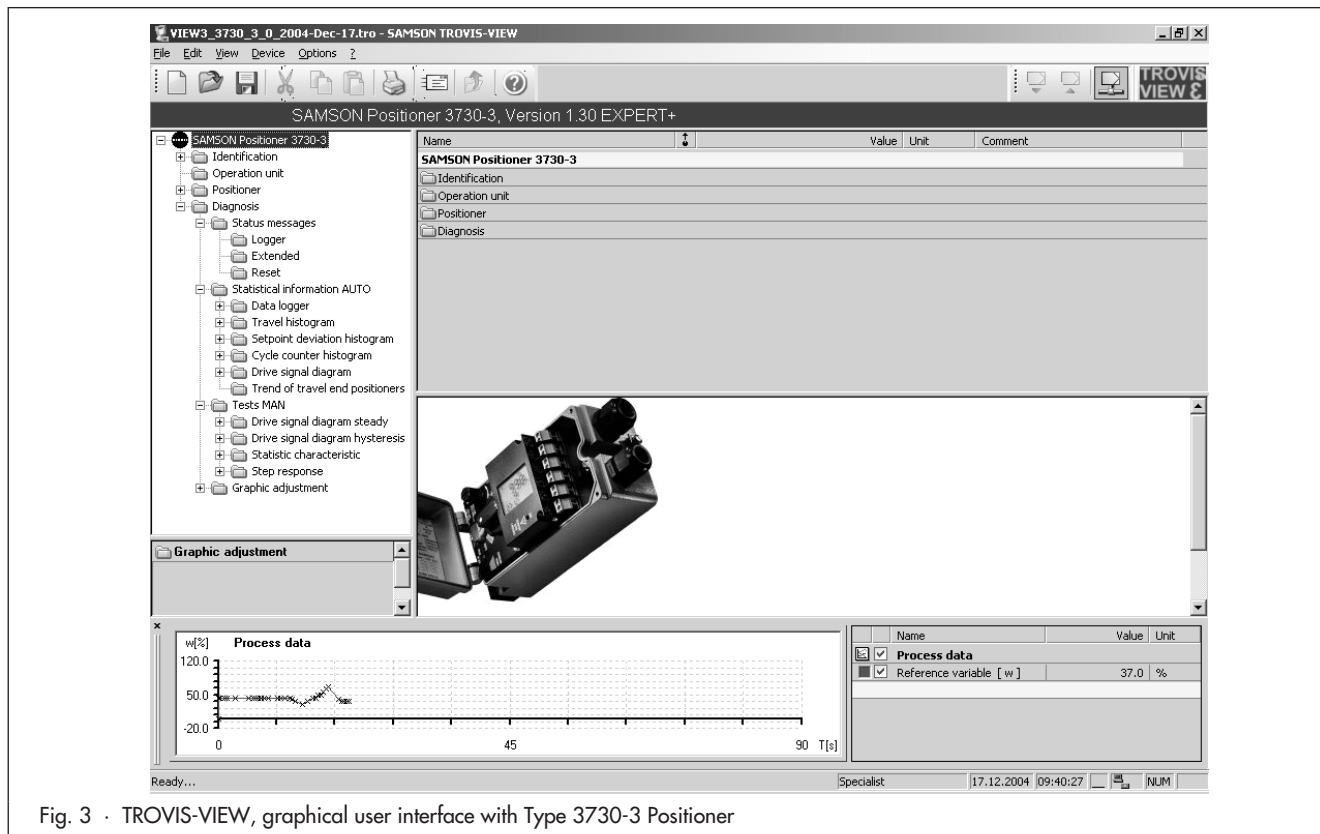 VIEW3_3730_3_0_2004-Dec-17.tro - SAMSON TROVIS-VIEW
File Edit View Device Options ?
TROVIS
VIEW 3
SAMSON Positioner 3730-3, Version 1.30 EXPERT+
SAMSON Positioner 3730-3
Identification
Operation unit
Positioner
Diagnosis
Status messages
Logger
Extended
Reset
Statistical information AUTO
Data logger
Travel histogram
Setpoint deviation histogram
Cycle counter histogram
Drive signal diagram
Trend of travel end positioners
Tests MAN
Drive signal diagram steady
Drive signal diagram hysteresis
Statistic characteristic
Step response
Graphic adjustment
Name Value Unit Comment
SAMSON Positioner 3730-3
Identification
Operation unit
Positioner
Diagnosis
Graphic adjustment
w[%] Process data
120.0
50.0
-20.0
0 45 90 T[s]
Name Value Unit
Process data
Reference variable [ w ] 37.0 %
Ready... Specialist 17.12.2004 09:40:27 NUM
Fig. 3 · TROVIS-VIEW, graphical user interface with Type 3730-3 Positioner